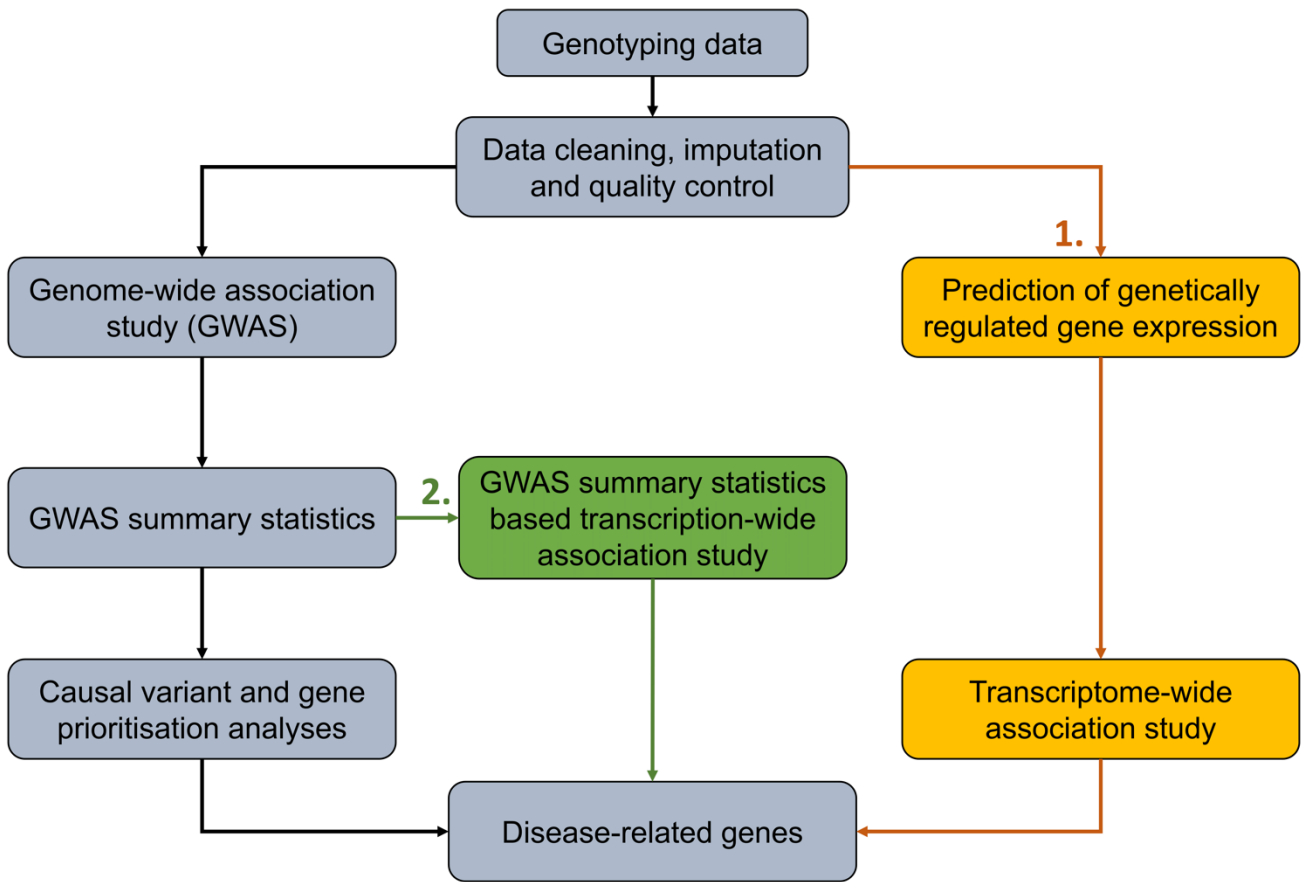 Genotyping data
Data cleaning, imputation
and quality control
1.
Genome-wide association
study (GWAS)
Prediction of genetically
regulated gene expression
GWAS summary statistics
2.
GWAS summary statistics
based transcription-wide
association study
Causal variant and gene
prioritisation analyses
Transcriptome-wide
association study
Disease-related genes